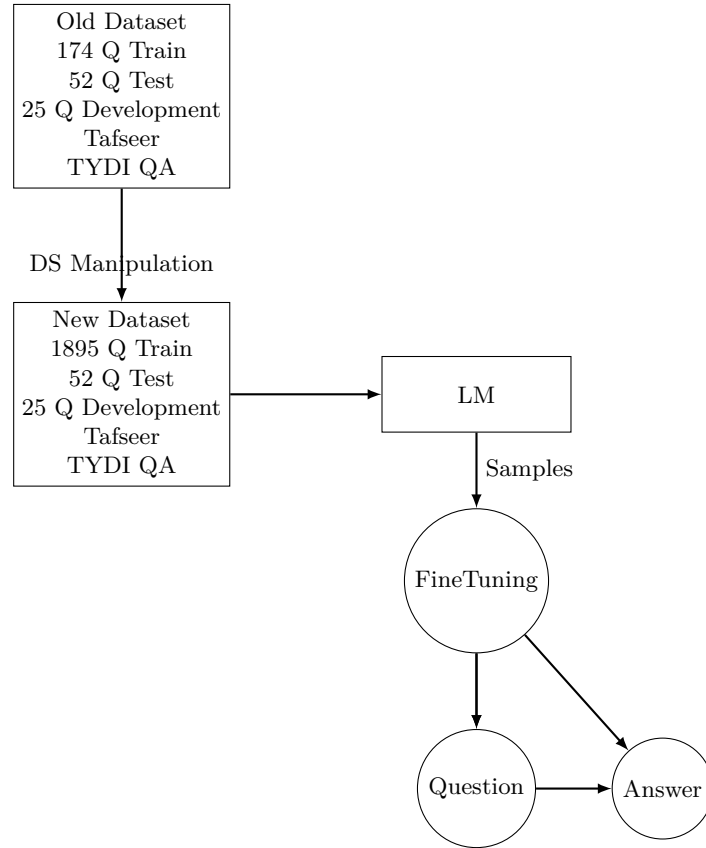 Old Dataset
174 Q Train
52 Q Test
25 Q Development
Tafseer
TYDI QA
DS Manipulation
New Dataset
1895 Q Train
52 Q Test
25 Q Development
Tafseer
TYDI QA
LM
Samples
FineTuning
Question
Answer